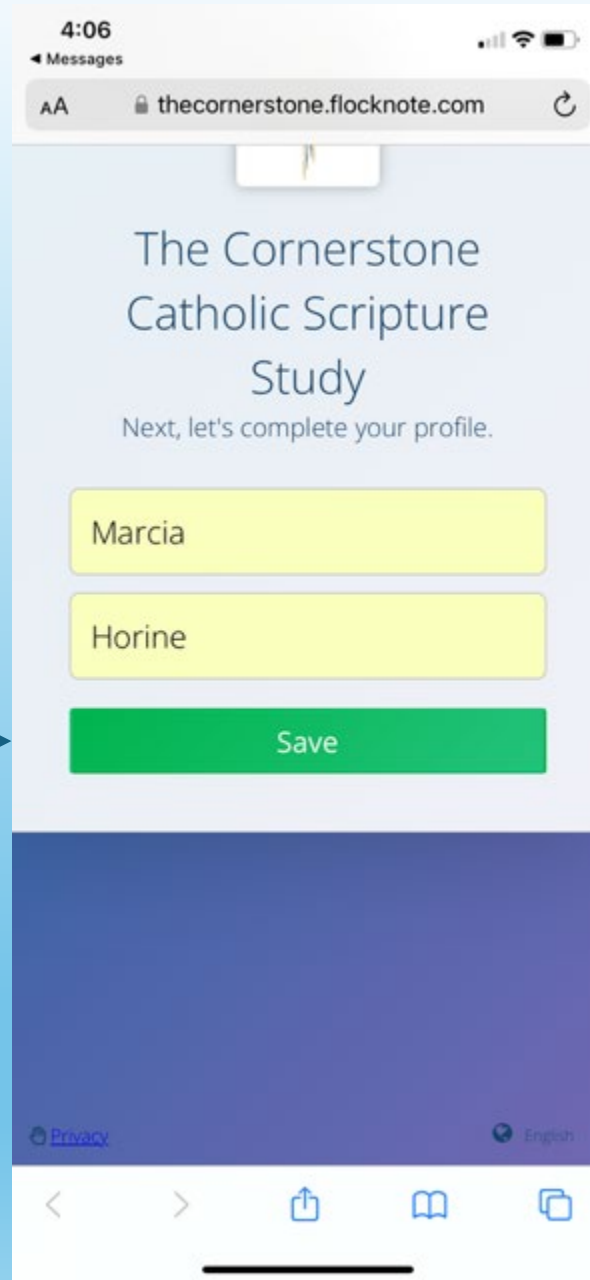 4:06
Messages
AA thecornerstone.flocknote.com
The Cornerstone
Catholic Scripture
Study
Next, let's complete your profile.
Marcia
Horine
Save
Privacy English